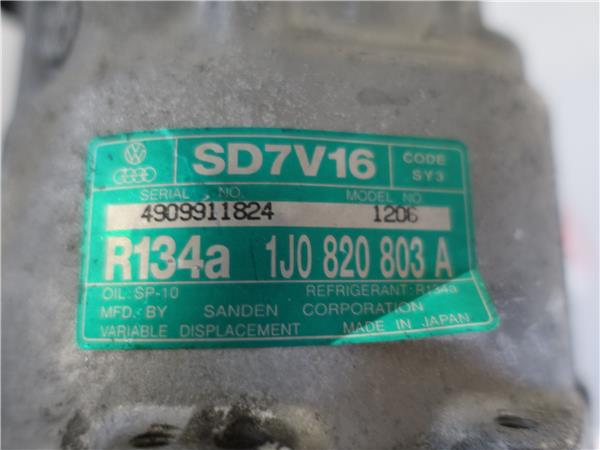 SD7V16
CODE
SY3
SERIAL NO.
MODEL NO.
4909911824
1206
R134a 1J0 820 803 A
OIL: SP-10
REFRIGERANT: R134a
MFD. BY SANDEN CORPORATION
VARIABLE DISPLACEMENT MADE IN JAPAN